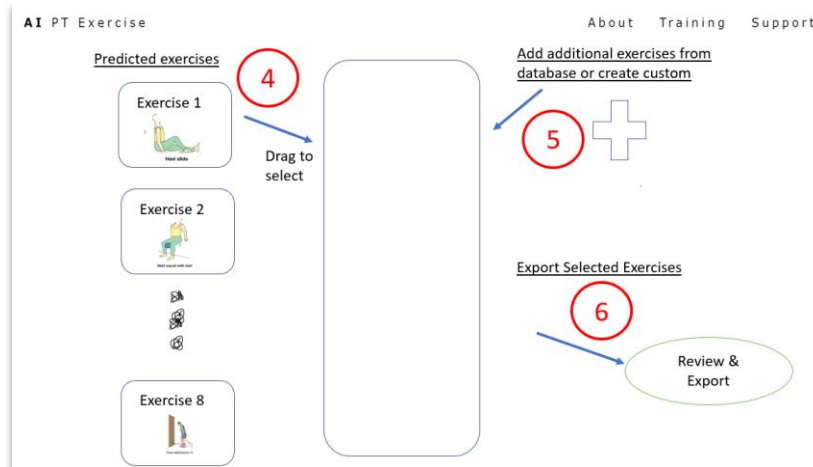 AI PT Exercise
About Training Support
Predicted exercises
4
Exercise 1
Heel slide
Drag to
select
Exercise 2
Exercise 8
Add additional exercises from
database or create custom
5
Export Selected Exercises
6
Review &
Export